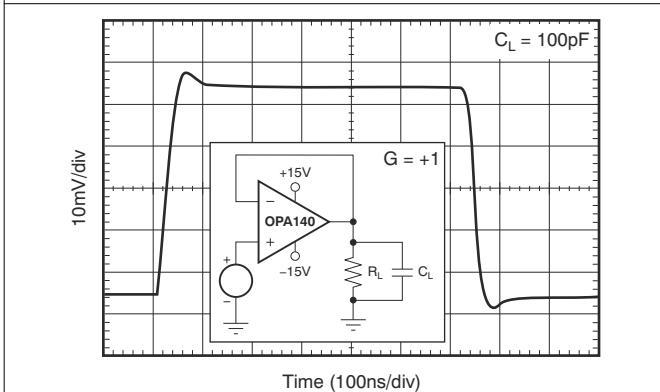 C_L = 100pF
10mV/div
G = +1
+15V
−
OPA140
+
−15V
+
−
R_L
C_L
Time (100ns/div)